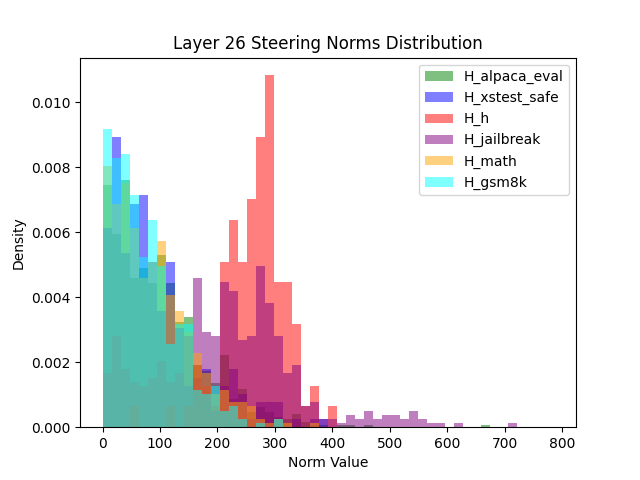 Layer 26 Steering Norms Distribution
H_alpaca_eval
H_xstest_safe
H_h
H_jailbreak
H_math
H_gsm8k
0.010
0.008
0.006
0.004
0.002
0.000
Density
0 100 200 300 400 500 600 700 800
Norm Value